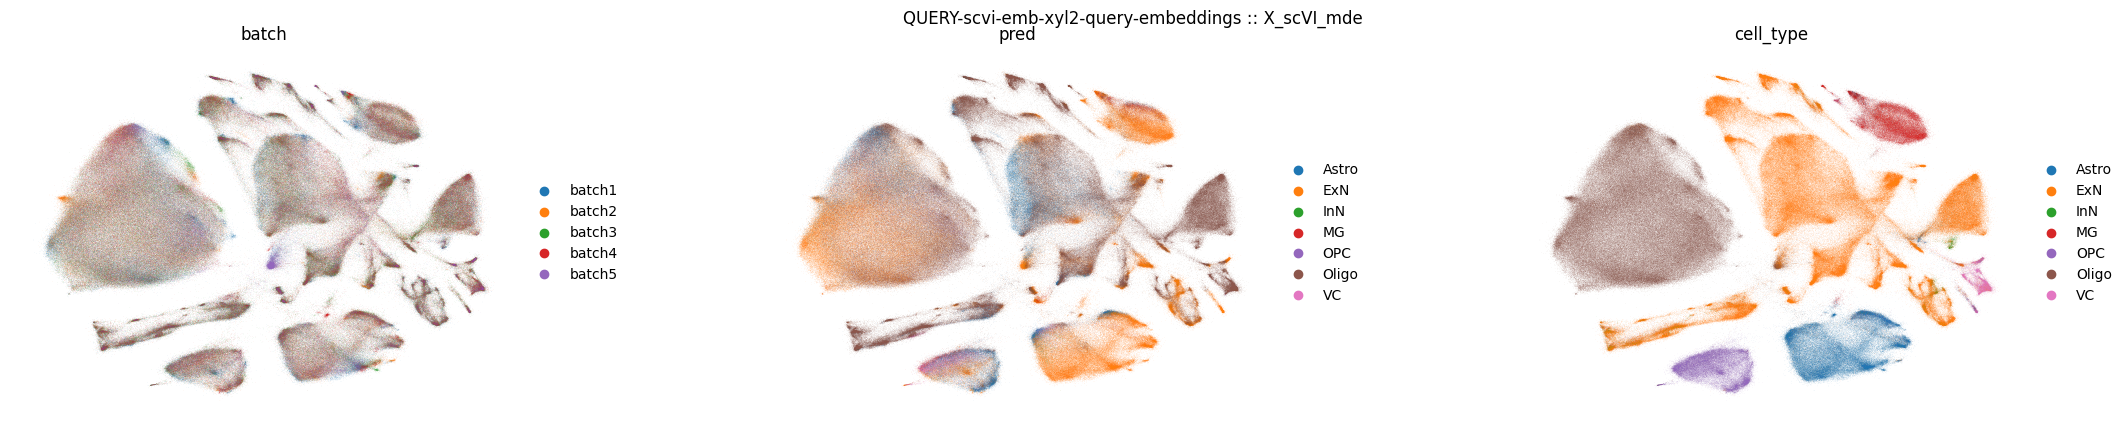 QUERY-scvi-emb-xyl2-query-embeddings :: X_scVI_mde
batch
batch1
batch2
batch3
batch4
batch5
pred
Astro
ExN
InN
MG
OPC
Oligo
VC
cell_type
Astro
ExN
InN
MG
OPC
Oligo
VC